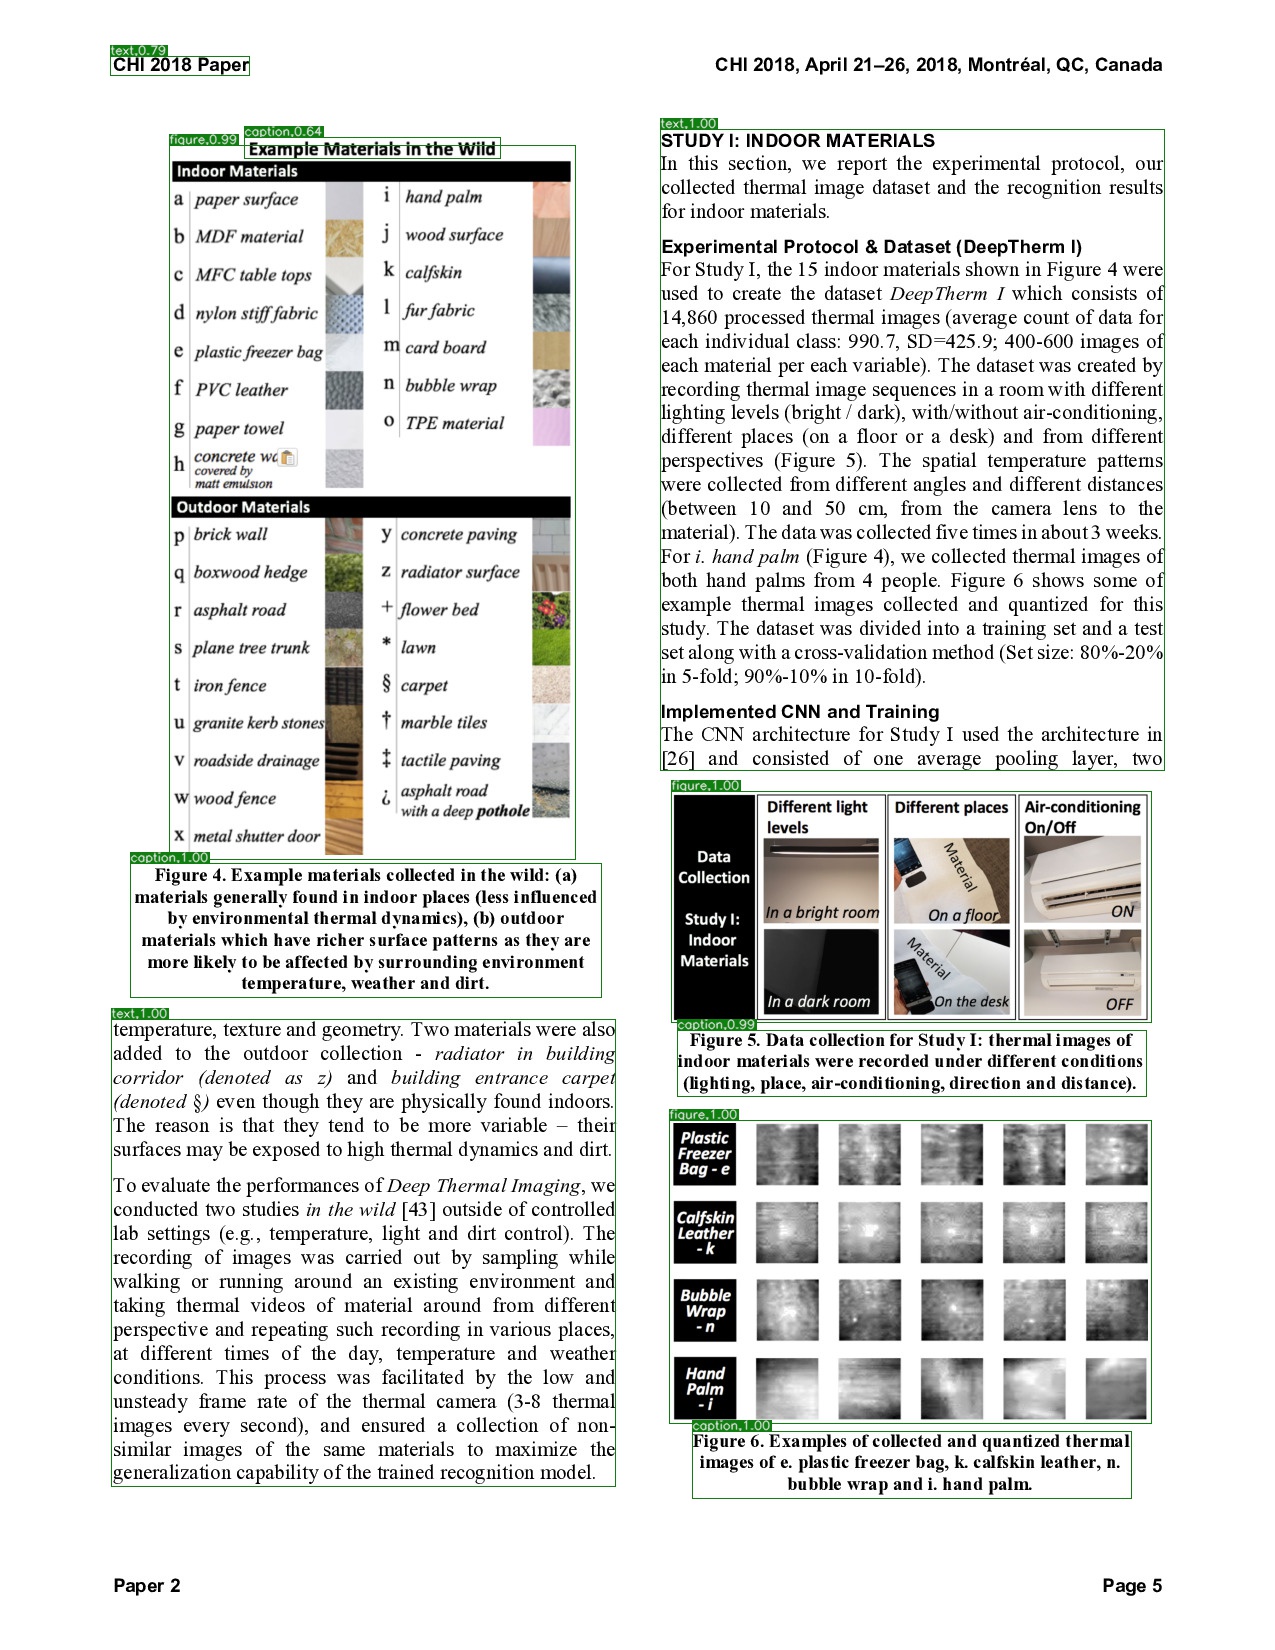 text,0.79
CHI 2018 Paper
CHI 2018, April 21–26, 2018, Montréal, QC, Canada
figure,0.99
caption,0.64
Example Materials in the Wild
Indoor Materials
a paper surface
b MDF material
c MFC table tops
d nylon stiff fabric
e plastic freezer bag
f PVC leather
g paper towel
h concrete
covered by
matt emulsion
i hand palm
j wood surface
k calfskin
l fur fabric
m card board
n bubble wrap
o TPE material
Outdoor Materials
p brick wall
q boxwood hedge
r asphalt road
s plane tree trunk
t iron fence
u granite kerb stones
v roadside drainage
w wood fence
x metal shutter door
y concrete paving
z radiator surface
+ flower bed
* lawn
§ carpet
† marble tiles
‡ tactile paving
¿ asphalt road
with a deep pothole
caption,1.00
Figure 4. Example materials collected in the wild: (a)
materials generally found in indoor places (less influenced
by environmental thermal dynamics), (b) outdoor
materials which have richer surface patterns as they are
more likely to be affected by surrounding environment
temperature, weather and dirt.
text,1.00
temperature, texture and geometry. Two materials were also
added to the outdoor collection - radiator in building
corridor (denoted as z) and building entrance carpet
(denoted §) even though they are physically found indoors.
The reason is that they tend to be more variable – their
surfaces may be exposed to high thermal dynamics and dirt.
To evaluate the performances of Deep Thermal Imaging, we
conducted two studies in the wild [43] outside of controlled
lab settings (e.g., temperature, light and dirt control). The
recording of images was carried out by sampling while
walking or running around an existing environment and
taking thermal videos of material around from different
perspective and repeating such recording in various places,
at different times of the day, temperature and weather
conditions. This process was facilitated by the low and
unsteady frame rate of the thermal camera (3-8 thermal
images every second), and ensured a collection of non-
similar images of the same materials to maximize the
generalization capability of the trained recognition model.
text,1.00
STUDY I: INDOOR MATERIALS
In this section, we report the experimental protocol, our
collected thermal image dataset and the recognition results
for indoor materials.
Experimental Protocol & Dataset (DeepTherm I)
For Study I, the 15 indoor materials shown in Figure 4 were
used to create the dataset DeepTherm I which consists of
14,860 processed thermal images (average count of data for
each individual class: 990.7, SD=425.9; 400-600 images of
each material per each variable). The dataset was created by
recording thermal image sequences in a room with different
lighting levels (bright / dark), with/without air-conditioning,
different places (on a floor or a desk) and from different
perspectives (Figure 5). The spatial temperature patterns
were collected from different angles and different distances
(between 10 and 50 cm, from the camera lens to the
material). The data was collected five times in about 3 weeks.
For i. hand palm (Figure 4), we collected thermal images of
both hand palms from 4 people. Figure 6 shows some of
example thermal images collected and quantized for this
study. The dataset was divided into a training set and a test
set along with a cross-validation method (Set size: 80%-20%
in 5-fold; 90%-10% in 10-fold).
Implemented CNN and Training
The CNN architecture for Study I used the architecture in
[26] and consisted of one average pooling layer, two
figure,1.00
Data
Collection
Study I:
Indoor
Materials
Different light
levels
In a bright room
In a dark room
Different places
Material
On a floor
Material
On the desk
Air-conditioning
On/Off
ON
OFF
caption,0.99
Figure 5. Data collection for Study I: thermal images of
indoor materials were recorded under different conditions
(lighting, place, air-conditioning, direction and distance).
figure,1.00
Plastic
Freezer
Bag - e
Calfskin
Leather
- k
Bubble
Wrap
- n
Hand
Palm
- i
caption,1.00
Figure 6. Examples of collected and quantized thermal
images of e. plastic freezer bag, k. calfskin leather, n.
bubble wrap and i. hand palm.
Paper 2
Page 5